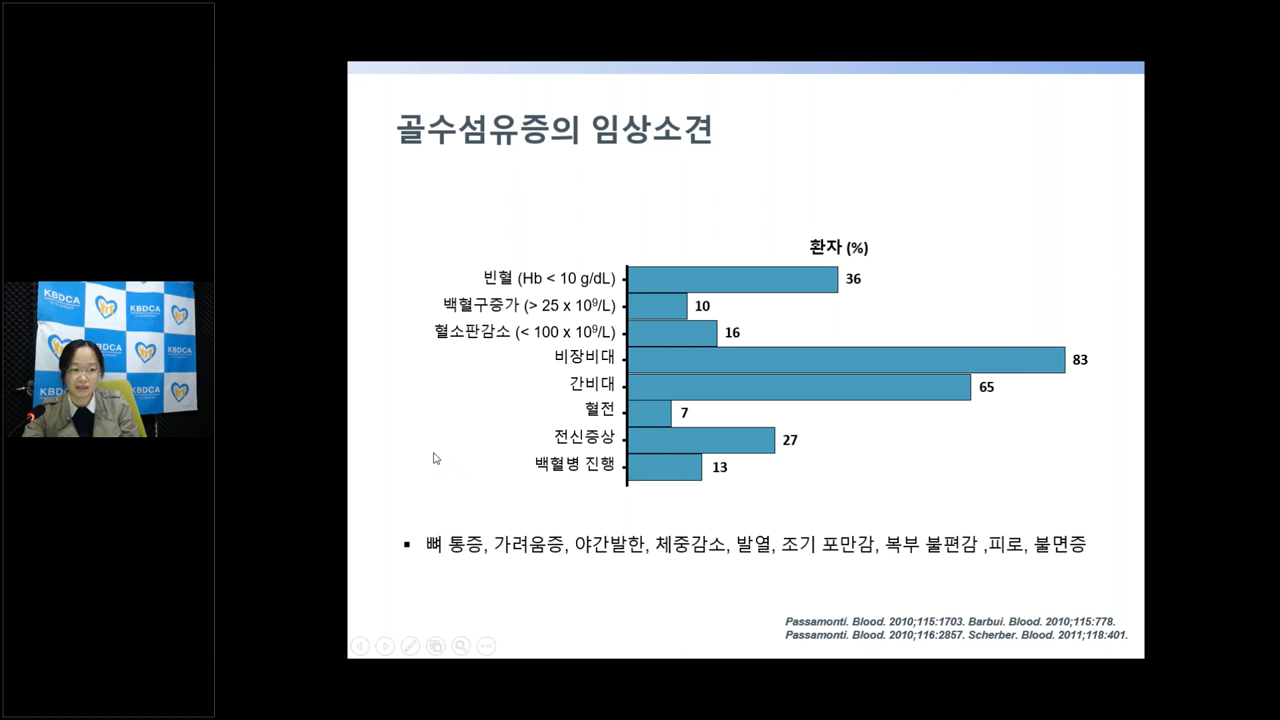 골수섬유증의 임상소견
환자 (%)
빈혈 (Hb < 10 g/dL) 36
백혈구증가 (> 25 x 10⁹/L) 10
혈소판감소 (< 100 x 10⁹/L) 16
비장비대 83
간비대 65
혈전 7
전신증상 27
백혈병 진행 13
▪ 뼈 통증, 가려움증, 야간발한, 체중감소, 발열, 조기 포만감, 복부 불편감 ,피로, 불면증
Passamonti. Blood. 2010;115:1703. Barbui. Blood. 2010;115:778.
Passamonti. Blood. 2010;116:2857. Scherber. Blood. 2011;118:401.
KBDCA
KBDCA
KBDCA
KBDCA
KBDCA